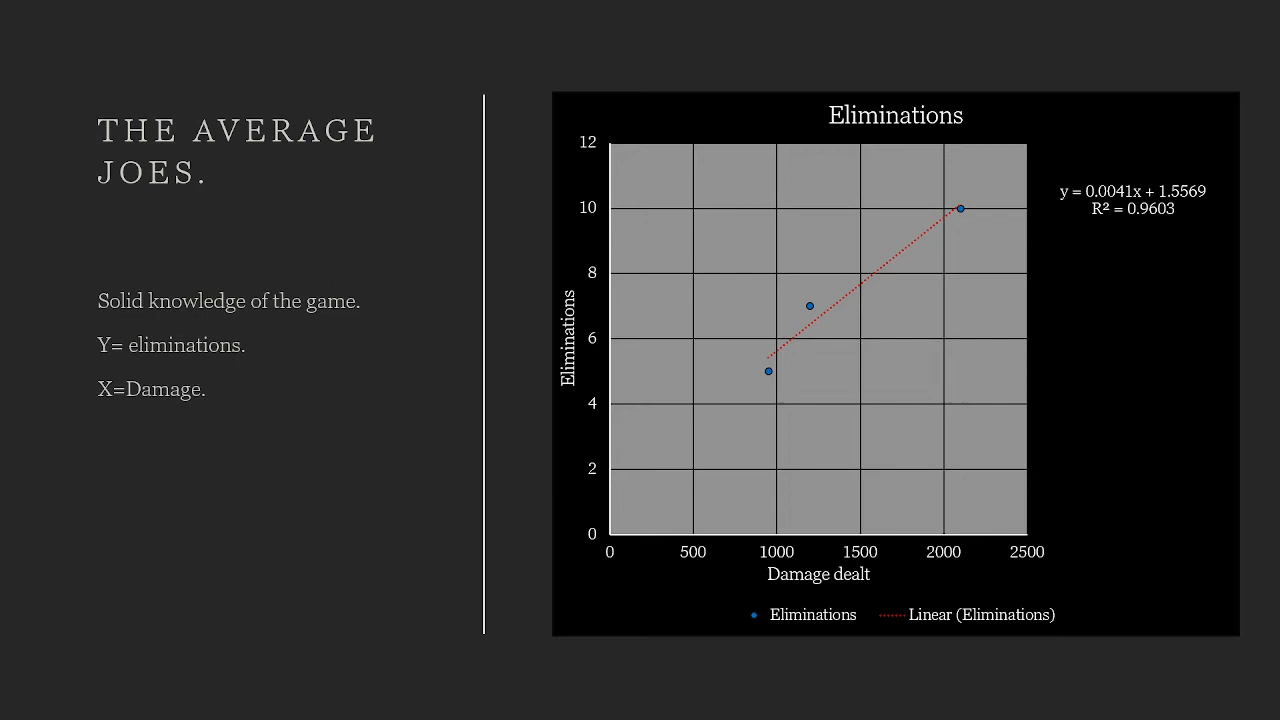 THE AVERAGE
JOES.
Solid knowledge of the game.
Y= eliminations.
X=Damage.
Eliminations
12
10
8
6
4
2
0
Eliminations
0 500 1000 1500 2000 2500
Damage dealt
y = 0.0041x + 1.5569
R² = 0.9603
Eliminations Linear (Eliminations)